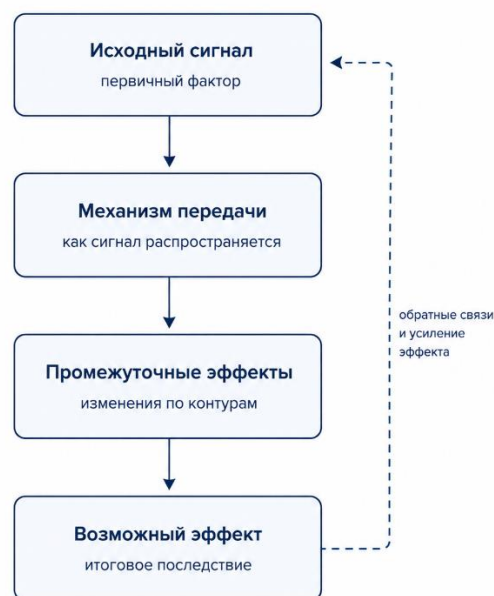 Исходный сигнал
первичный фактор
Механизм передачи
как сигнал распространяется
Промежуточные эффекты
изменения по контурам
обратные связи
и усиление
эффекта
Возможный эффект
итоговое последствие